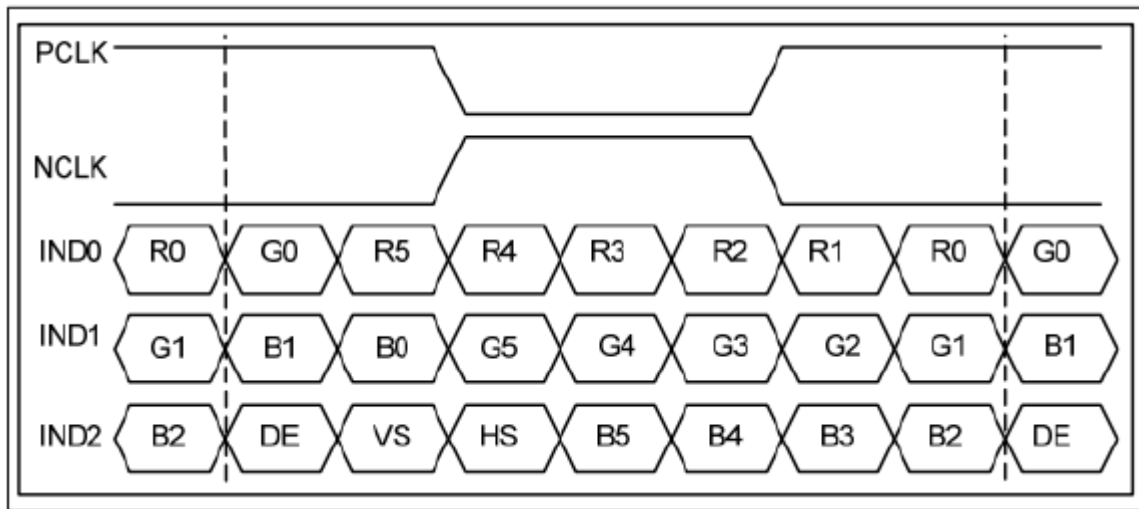 PCLK
NCLK
IND0 R0 G0 R5 R4 R3 R2 R1 R0 G0
IND1 G1 B1 B0 G5 G4 G3 G2 G1 B1
IND2 B2 DE VS HS B5 B4 B3 B2 DE